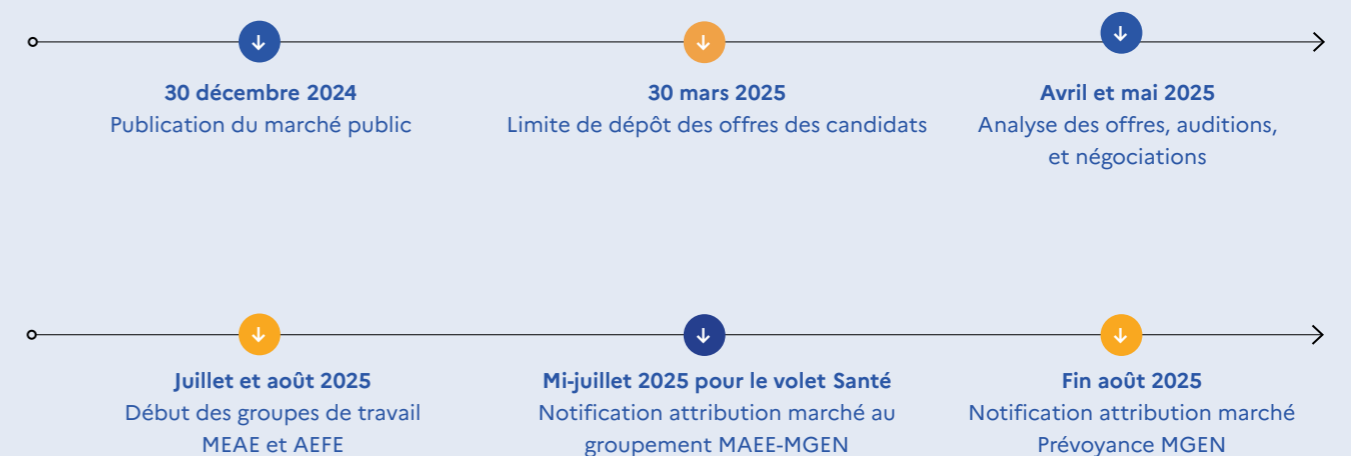 30 décembre 2024
Publication du marché public
30 mars 2025
Limite de dépôt des offres des candidats
Avril et mai 2025
Analyse des offres, auditions,
et négociations
Juillet et août 2025
Début des groupes de travail
MEAE et AEFE
Mi-juillet 2025 pour le volet Santé
Notification attribution marché au
groupement MAEE-MGEN
Fin août 2025
Notification attribution marché
Prévoyance MGEN